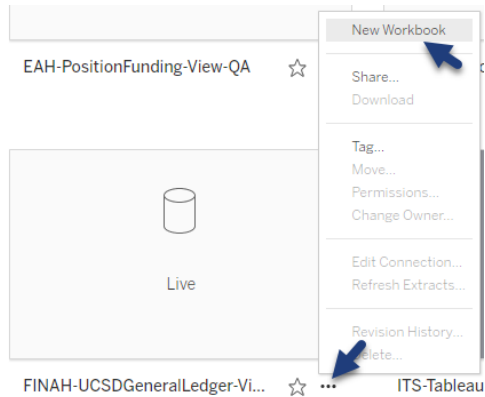 New Workbook
EAH-PositionFunding-View-QA
Share...
Download
Tag...
Move...
Permissions...
Change Owner...
Edit Connection...
Live
Refresh Extracts...
Revision History...
Delete...
FINAH-UCSDGeneralLedger-Vi...
ITS-Tableau